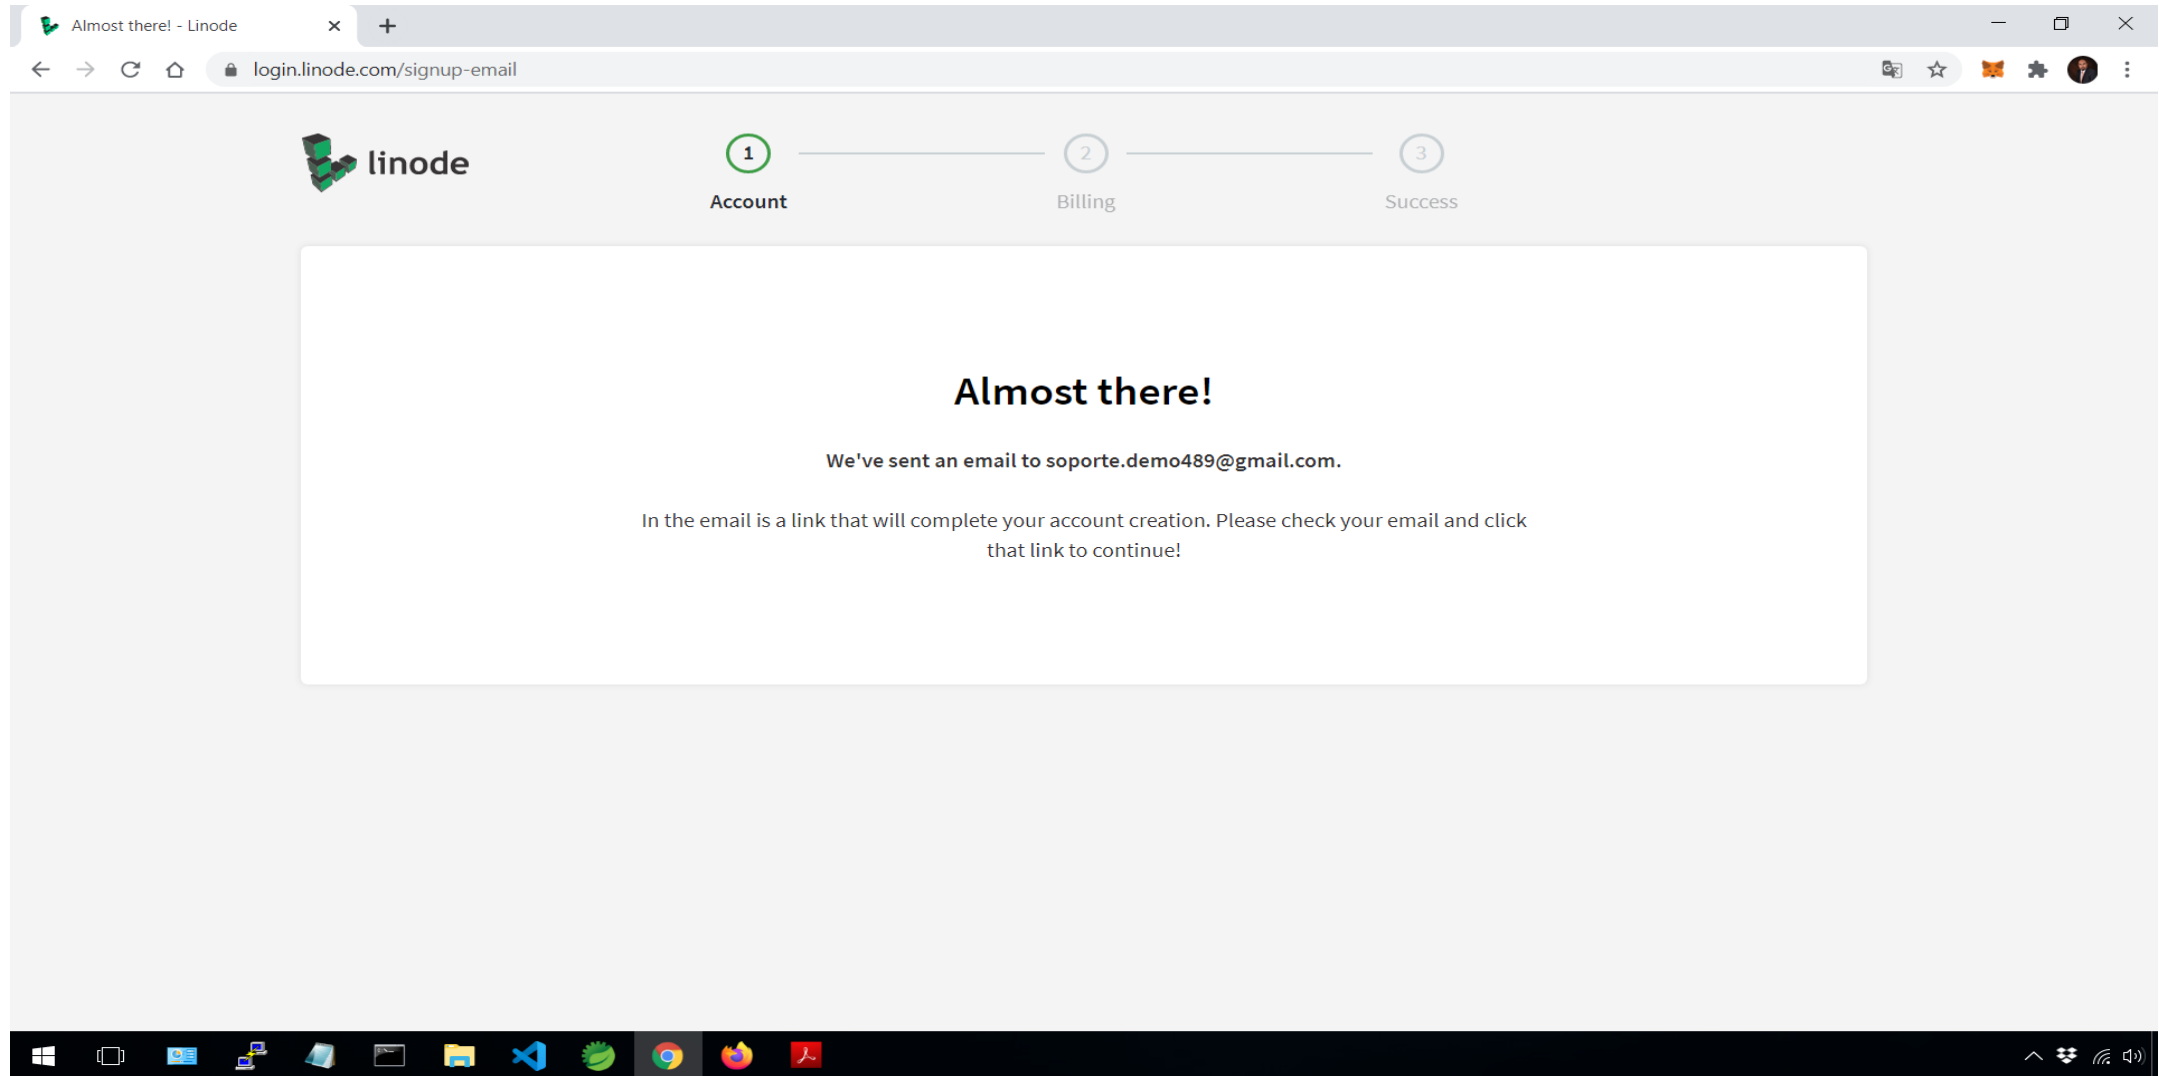 Almost there! - Linode
login.linode.com/signup-email
linode
1
2
3
Account
Billing
Success
Almost there!
We've sent an email to soporte.demo489@gmail.com.
In the email is a link that will complete your account creation. Please check your email and click
that link to continue!